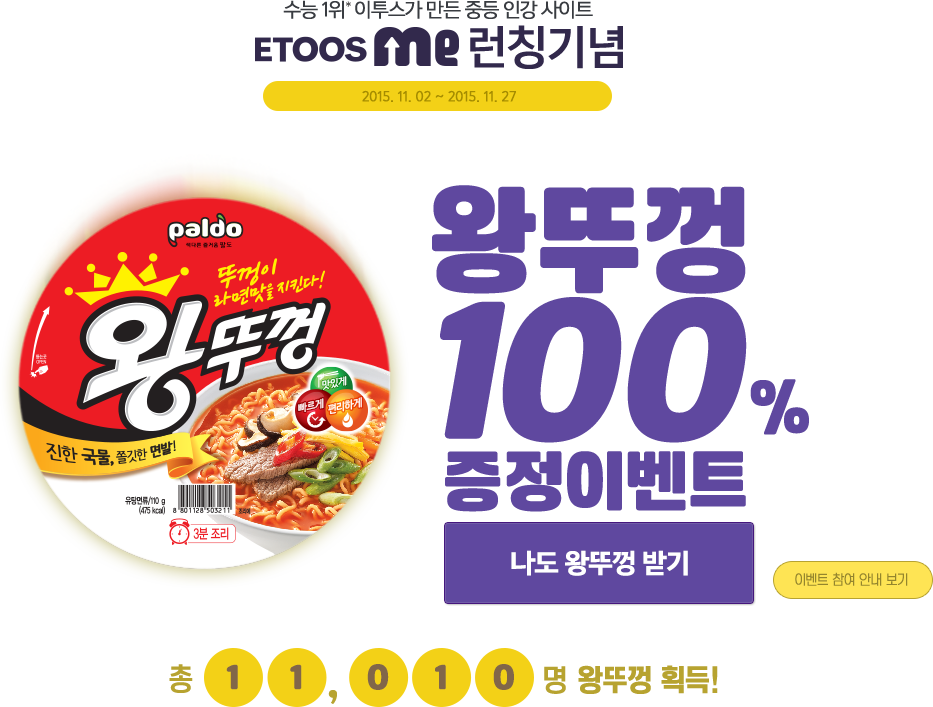 수능 1위* 이투스가 만든 중등 인강 사이트
ETOOS me 런칭기념
2015. 11. 02 ~ 2015. 11. 27
paldo
뚜껑이
라면맛을 지킨다!
왕뚜껑
맛있게
빠르게
편리하게
진한 국물, 쫄깃한 면발!
유탕면류/110 g
(475 kcal)
8 801128 503211
3분 조리
왕뚜껑
100%
증정이벤트
나도 왕뚜껑 받기
이벤트 참여 안내 보기
총 11,010명 왕뚜껑 획득!